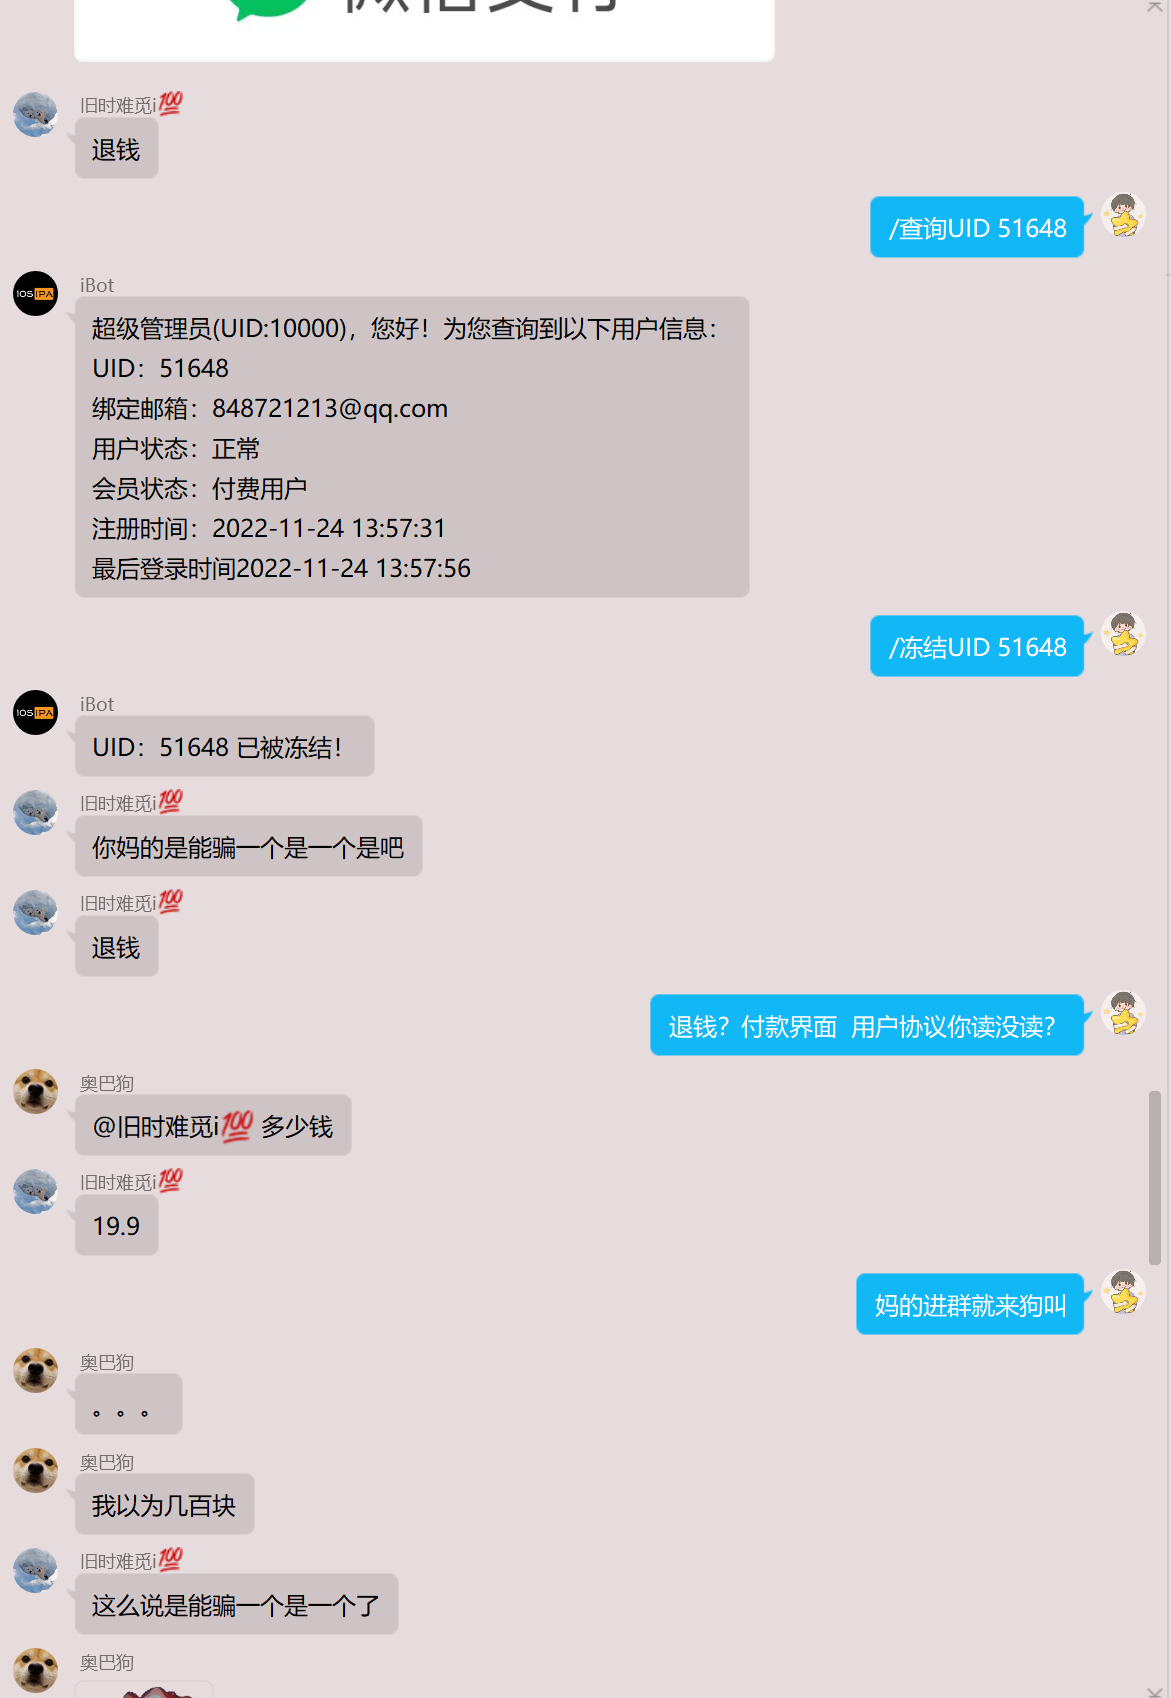 微信支付
旧时难觅i💯
退钱
/查询UID 51648
iBot
IOS IPA
超级管理员(UID:10000)，您好！为您查询到以下用户信息：
UID：51648
绑定邮箱：848721213@qq.com
用户状态：正常
会员状态：付费用户
注册时间：2022-11-24 13:57:31
最后登录时间2022-11-24 13:57:56
/冻结UID 51648
iBot
IOS IPA
UID：51648 已被冻结！
旧时难觅i💯
你妈的是能骗一个是一个是吧
旧时难觅i💯
退钱
退钱？付款界面  用户协议你读没读？
奥巴狗
@旧时难觅i💯 多少钱
旧时难觅i💯
19.9
妈的进群就来狗叫
奥巴狗
。。。
奥巴狗
我以为几百块
旧时难觅i💯
这么说是能骗一个是一个了
奥巴狗